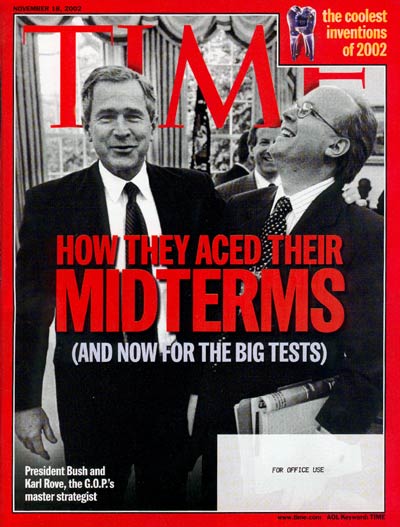 NOVEMBER 18, 2002
the coolest
inventions
of 2002
TIME
HOW THEY ACED THEIR
MIDTERMS
(AND NOW FOR THE BIG TESTS)
President Bush and
Karl Rove, the G.O.P.'s
master strategist
FOR OFFICE USE
www.time.com AOL Keyword: TIME